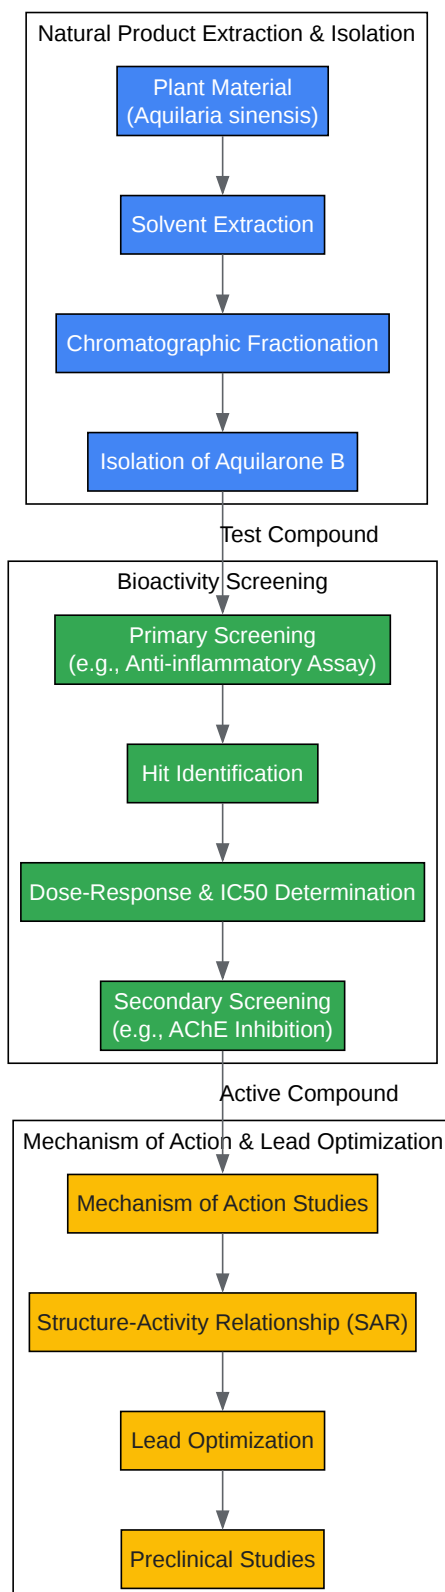 Natural Product Extraction & Isolation
Plant Material
(Aquilaria sinensis)
Solvent Extraction
Chromatographic Fractionation
Isolation of Aquilarone B
Test Compound
Bioactivity Screening
Primary Screening
(e.g., Anti-inflammatory Assay)
Hit Identification
Dose-Response & IC50 Determination
Secondary Screening
(e.g., AChE Inhibition)
Active Compound
Mechanism of Action & Lead Optimization
Mechanism of Action Studies
Structure-Activity Relationship (SAR)
Lead Optimization
Preclinical Studies